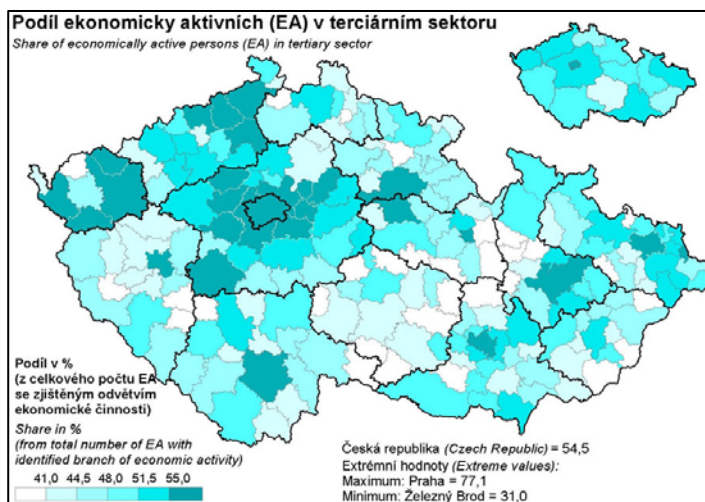 Podíl ekonomicky aktivních (EA) v terciárním sektoru
Share of economically active persons (EA) in tertiary sector
Podíl v %
(z celkového počtu EA
se zjištěným odvětvím
ekonomické činnosti)
Share in %
(from total number of EA with
identified branch of economic activity)
41,0 44,5 48,0 51,5 55,0
Česká republika (Czech Republic) = 54,5
Extrémní hodnoty (Extreme values):
Maximum: Praha = 77,1
Minimum: Železný Brod = 31,0